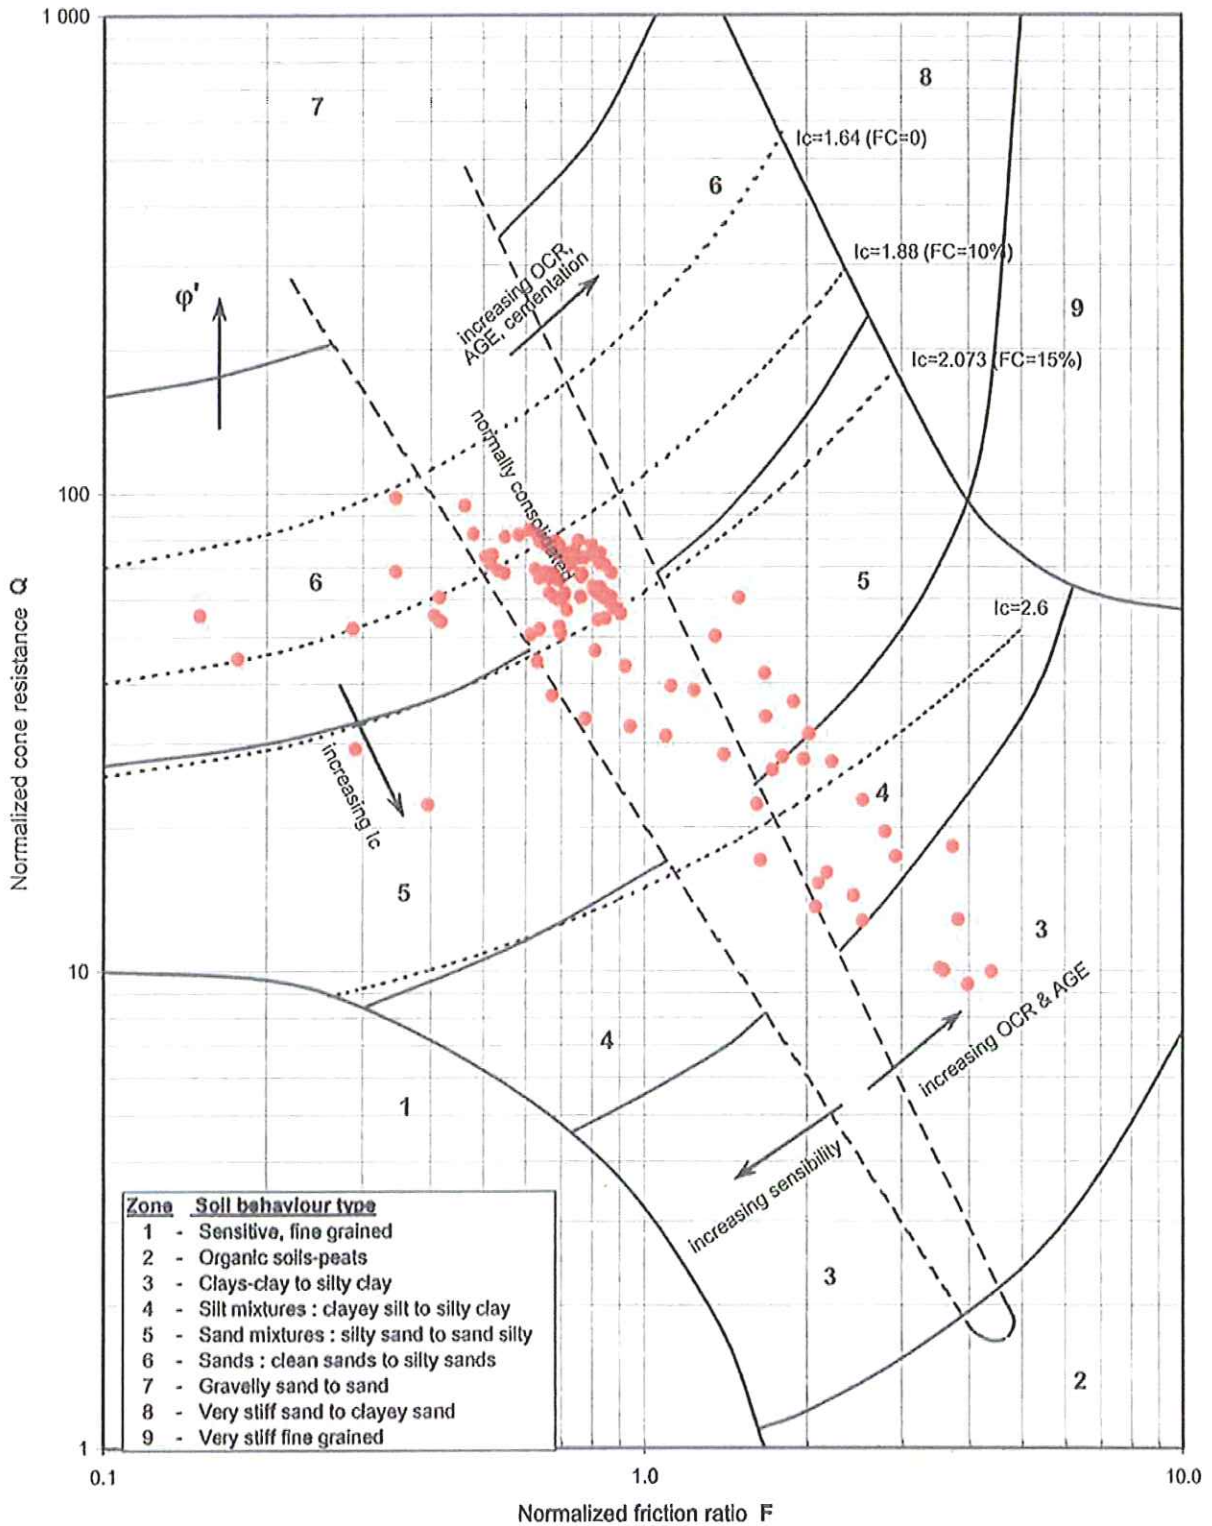 1 000
7
8
Ic=1.64 (FC=0)
6
increasing OCR,
AGE, cementation
Ic=1.88 (FC=10%)
φ'
9
Ic=2.073 (FC=15%)
normally consolidated
100
6
5
Ic=2.6
Normalized cone resistance Q
increasing Ic
4
5
3
10
increasing OCR & AGE
4
1
increasing sensibility
3
2
Zone Soil behaviour type
1 - Sensitive, fine grained
2 - Organic soils-peats
3 - Clays-clay to silty clay
4 - Silt mixtures : clayey silt to silty clay
5 - Sand mixtures : silty sand to sand silty
6 - Sands : clean sands to silty sands
7 - Gravelly sand to sand
8 - Very stiff sand to clayey sand
9 - Very stiff fine grained
1
0.1 1.0 10.0
Normalized friction ratio F